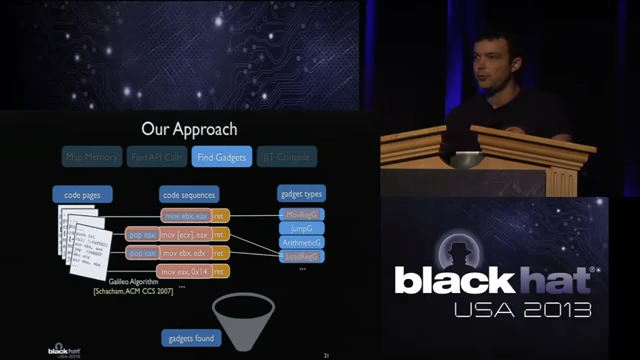 Our Approach
Map Memory
Find API Calls
Find Gadgets
JIT Compile
code pages
code sequences
gadget types
mov ebx, eax ret
pop eax mov [ecx], eax ret
pop eax mov ebx, edx ret
mov eax, 0x14 ret
...
MovRegG
JumpG
ArithmeticG
LoadRegG
...
Galileo Algorithm
[Schacham, ACM CCS 2007]
gadgets found
black hat
21
black hat®
USA 2013